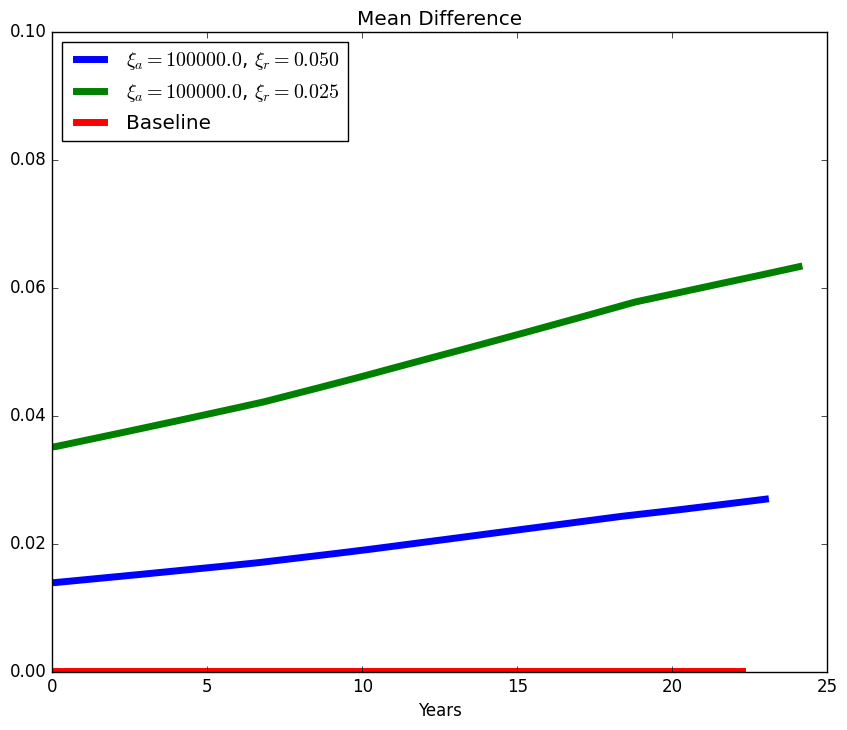 Mean Difference
0.10
0.08
0.06
0.04
0.02
0.00
ξa = 100000.0, ξr = 0.050
ξa = 100000.0, ξr = 0.025
Baseline
0 5 10 15 20 25
Years